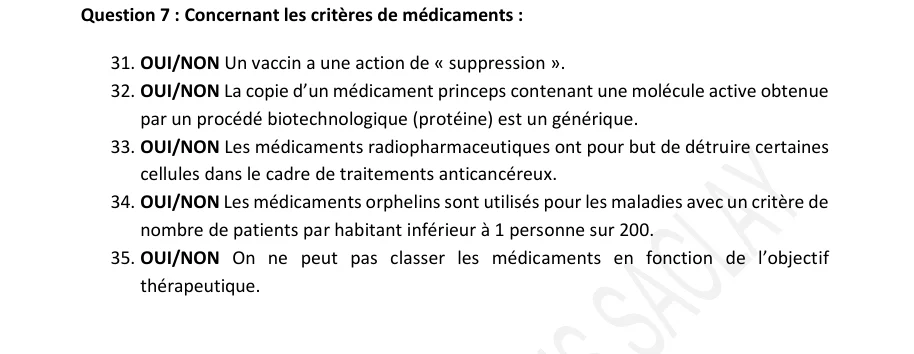 Question 7 : Concernant les critères de médicaments :
31. OUI/NON Un vaccin a une action de « suppression ».
32. OUI/NON La copie d’un médicament princeps contenant une molécule active obtenue
par un procédé biotechnologique (protéine) est un générique.
33. OUI/NON Les médicaments radiopharmaceutiques ont pour but de détruire certaines
cellules dans le cadre de traitements anticancéreux.
34. OUI/NON Les médicaments orphelins sont utilisés pour les maladies avec un critère de
nombre de patients par habitant inférieur à 1 personne sur 200.
35. OUI/NON On ne peut pas classer les médicaments en fonction de l’objectif
thérapeutique.
SACLAY